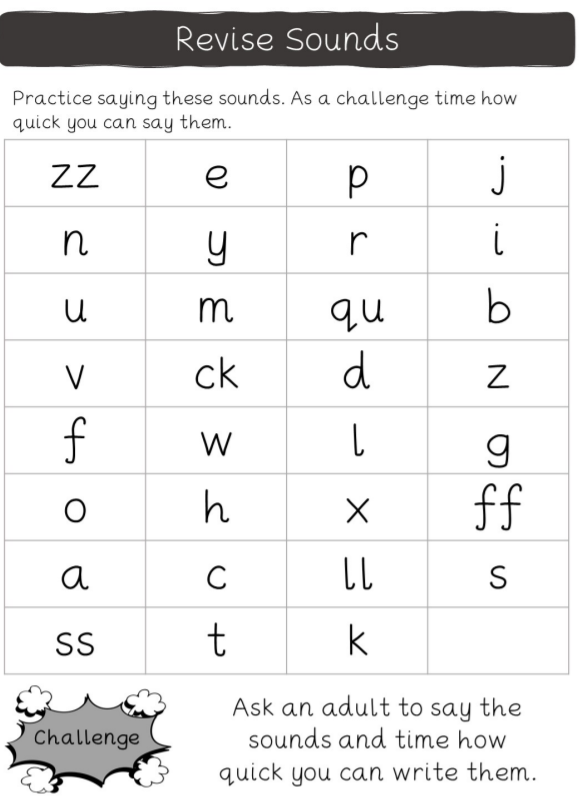 Revise Sounds
Practice saying these sounds. As a challenge time how
quick you can say them.
zz e p j
n y r i
u m qu b
v ck d z
f w l g
o h x ff
a c ll s
ss t k
Challenge
Ask an adult to say the
sounds and time how
quick you can write them.